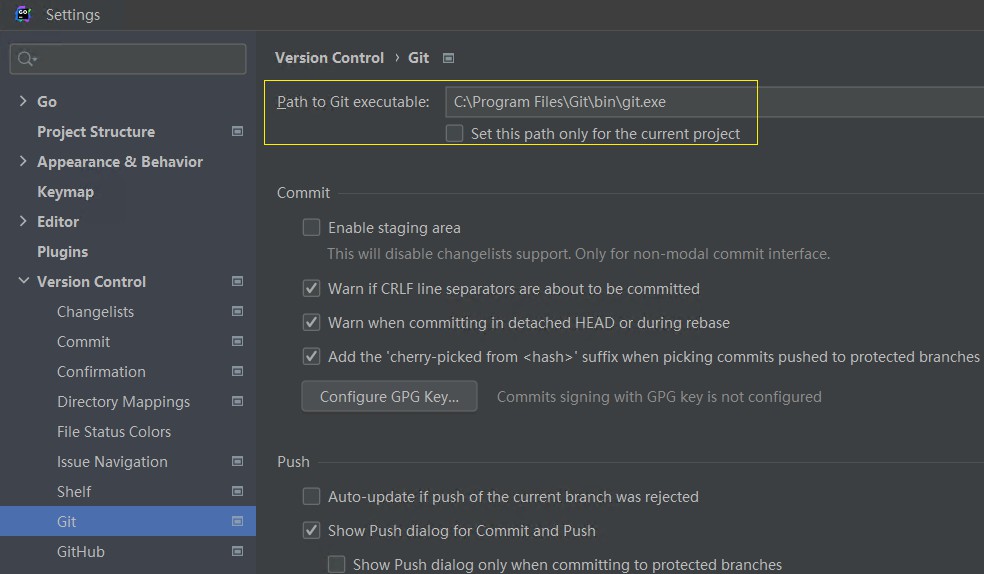 GO
Settings
Version Control › Git
Path to Git executable: C:\Program Files\Git\bin\git.exe
Set this path only for the current project
Go
Project Structure
Appearance & Behavior
Keymap
Editor
Plugins
Version Control
Changelists
Commit
Confirmation
Directory Mappings
File Status Colors
Issue Navigation
Shelf
Git
GitHub
Commit
Enable staging area
This will disable changelists support. Only for non-modal commit interface.
Warn if CRLF line separators are about to be committed
Warn when committing in detached HEAD or during rebase
Add the 'cherry-picked from <hash>' suffix when picking commits pushed to protected branches
Configure GPG Key... Commits signing with GPG key is not configured
Push
Auto-update if push of the current branch was rejected
Show Push dialog for Commit and Push
Show Push dialog only when committing to protected branches